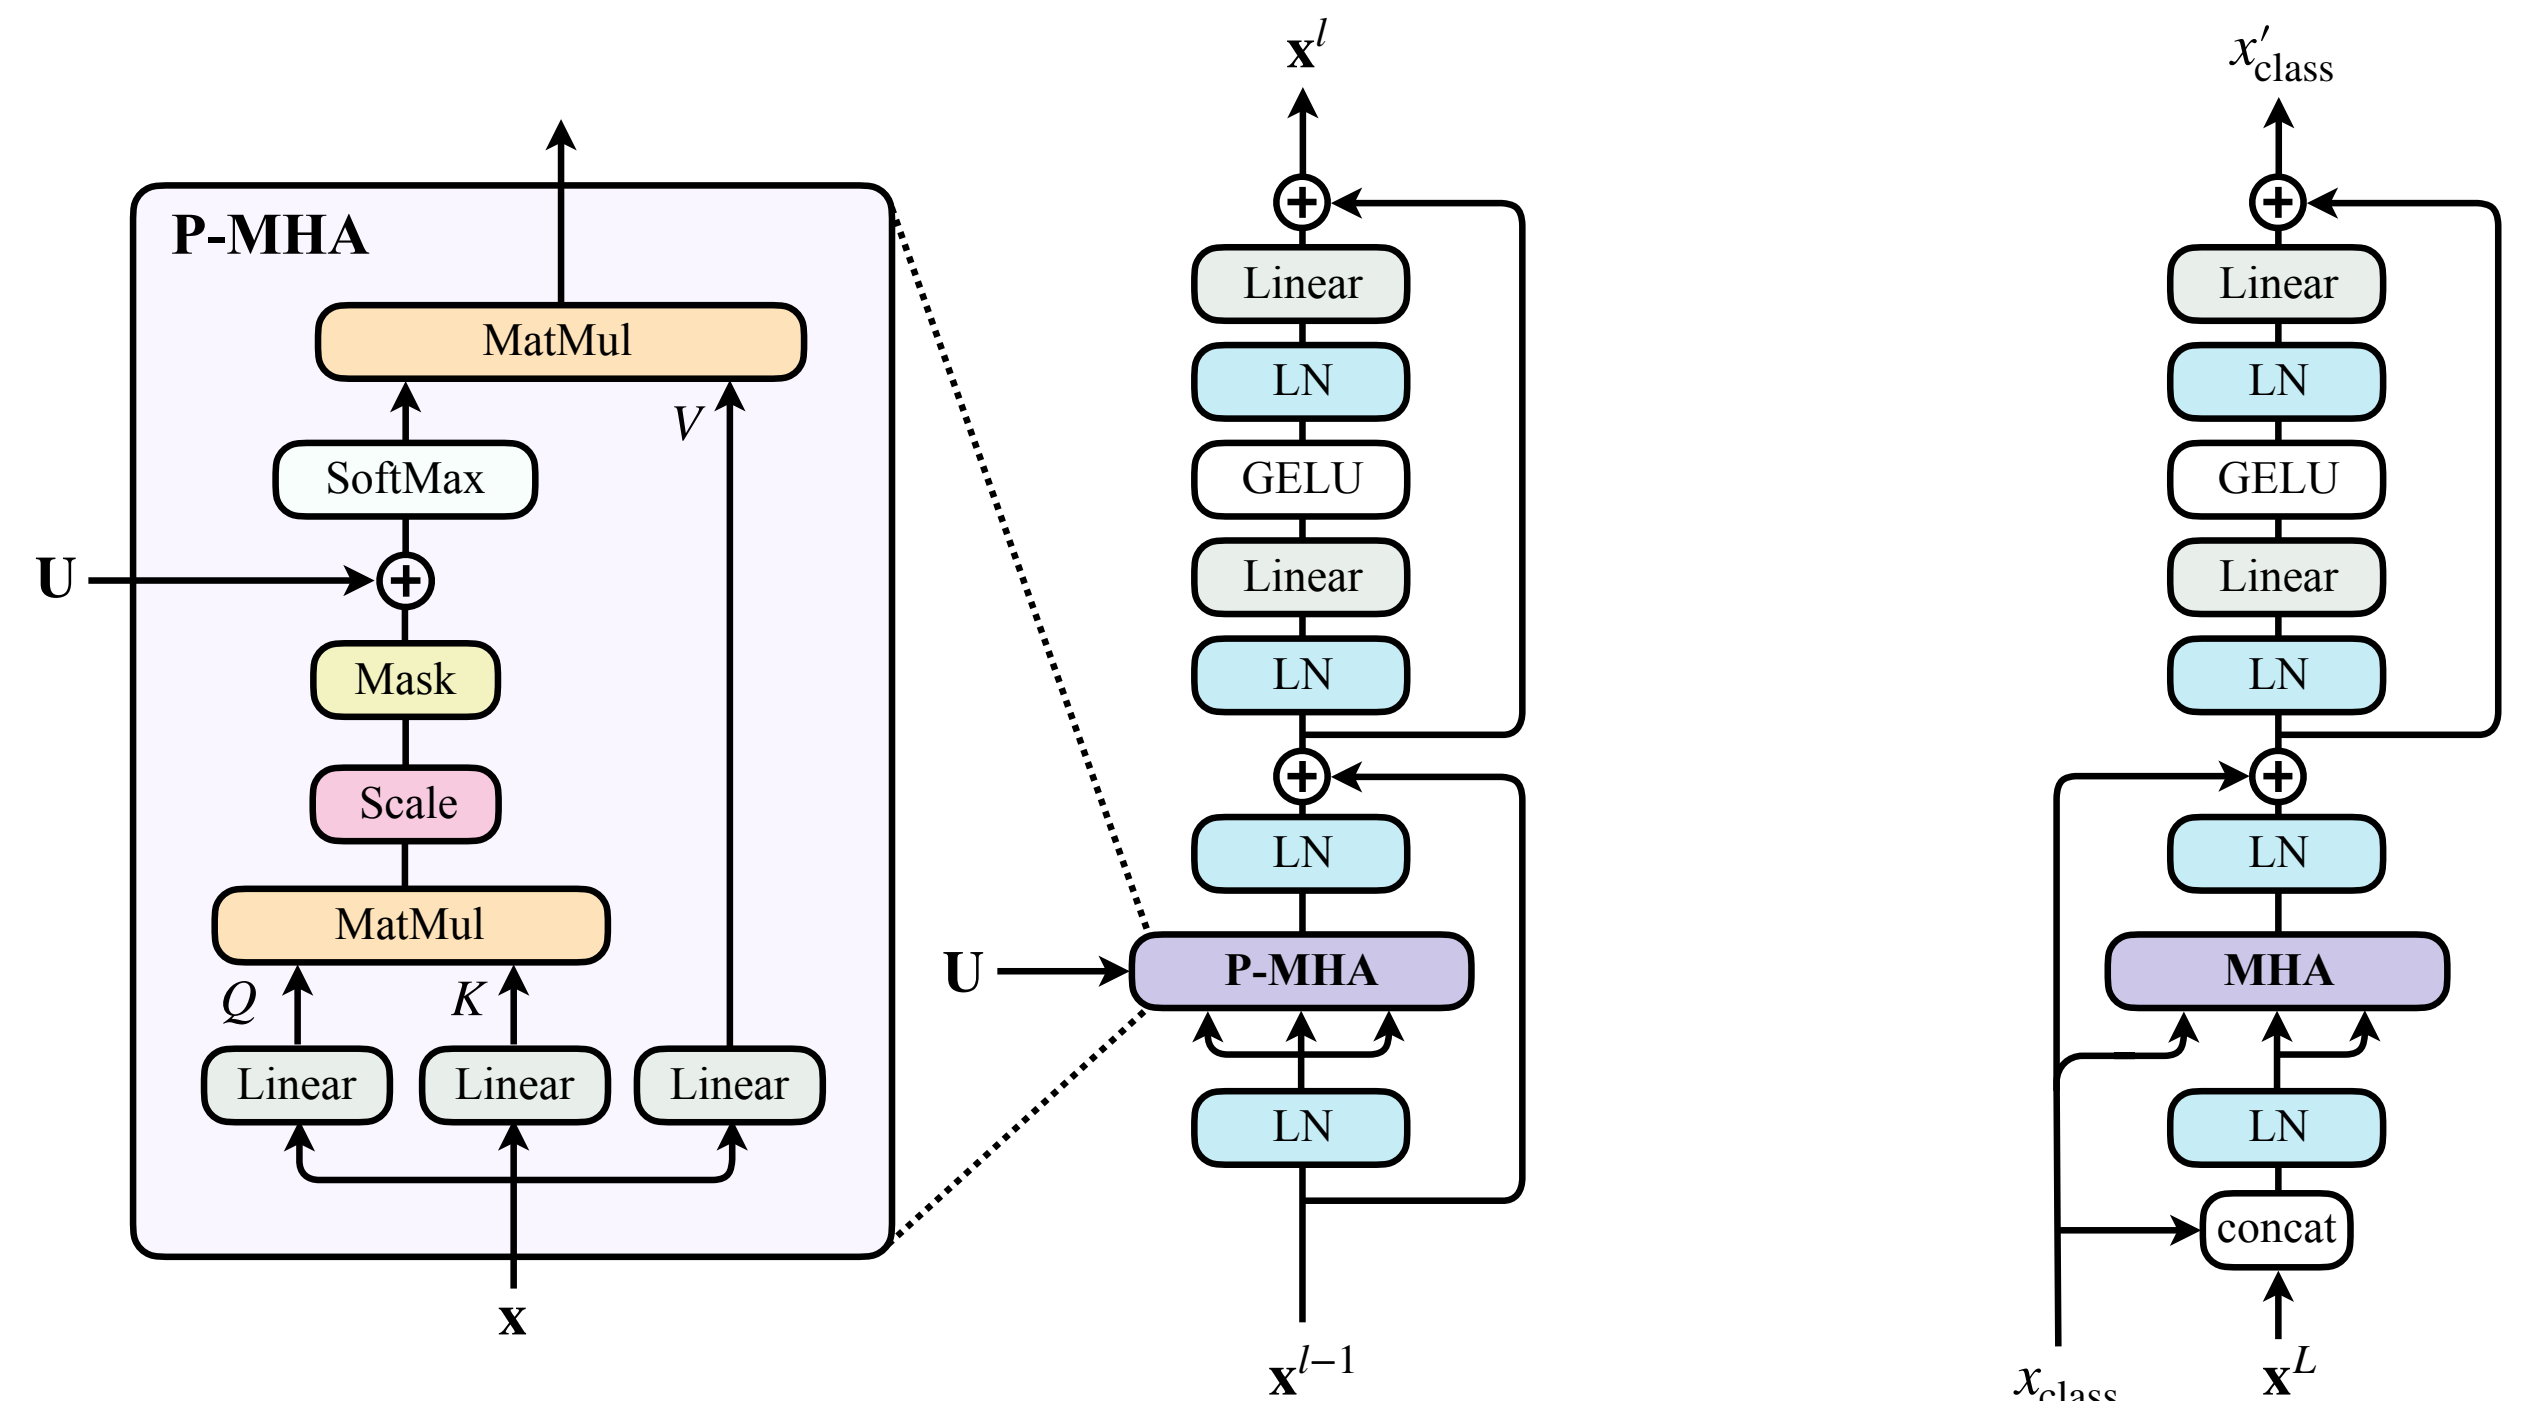 P-MHA
MatMul
V
SoftMax
U
Mask
Scale
MatMul
Q
K
Linear
Linear
Linear
x
x^l
Linear
LN
GELU
Linear
LN
LN
U
P-MHA
LN
x^{l−1}
x′_class
Linear
LN
GELU
Linear
LN
LN
MHA
LN
concat
x_class
x^L